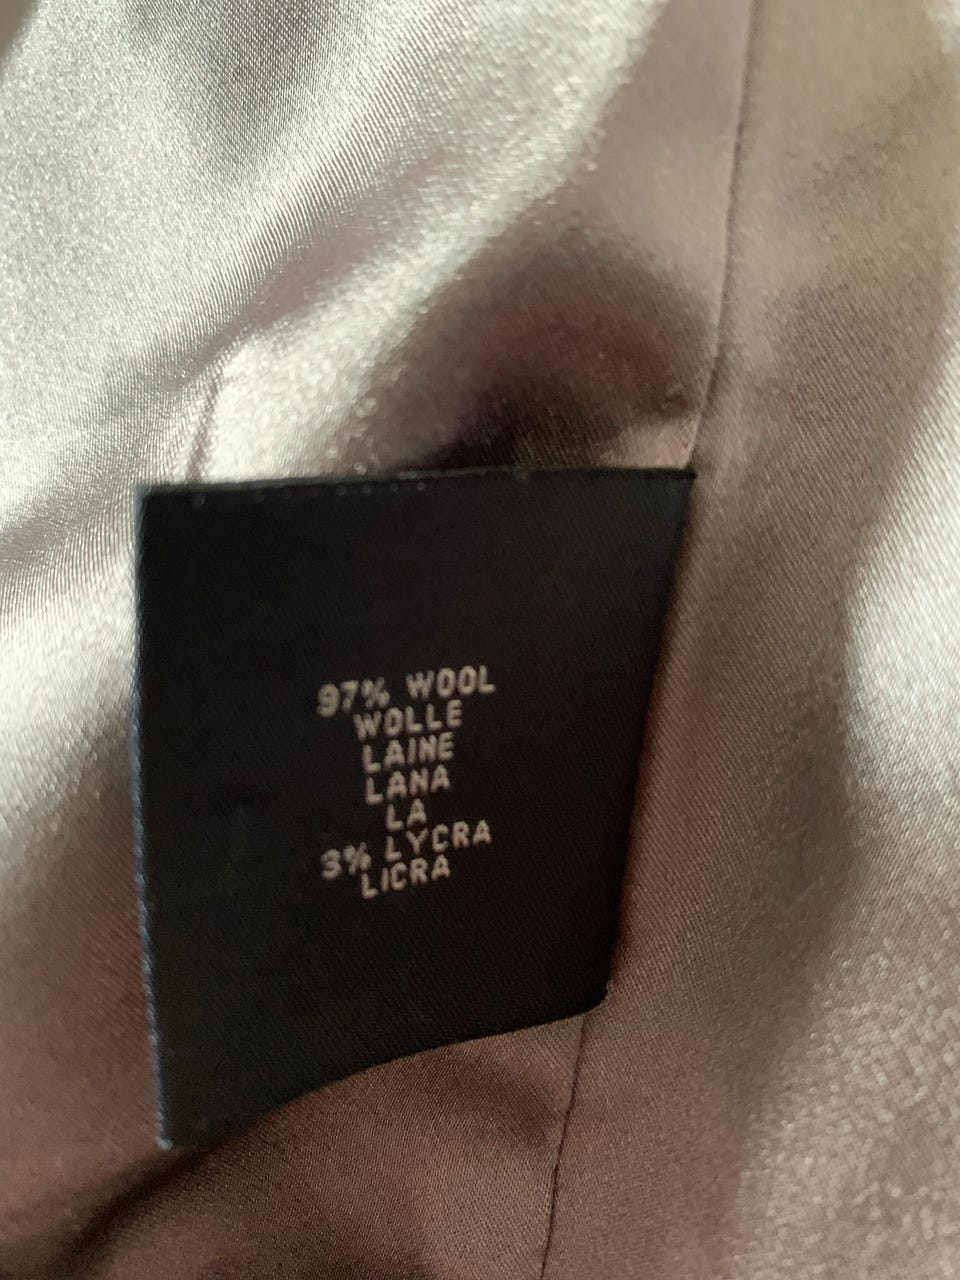 97% WOOL
WOLLE
LAINE
LANA
LA
3% LYCRA
LICRA